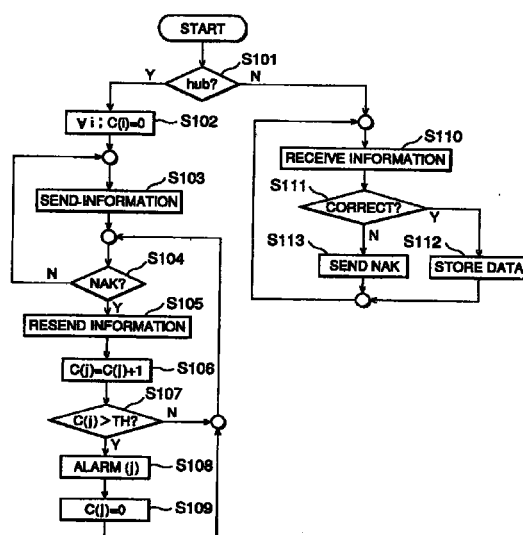 START
S101
hub?
Y
N
∀ i ; C(i)=0
S102
S103
SEND-INFORMATION
S104
NAK?
N
Y
S105
RESEND INFORMATION
C(j)=C(j)+1
S106
S107
C(j) > TH?
N
Y
ALARM (j)
S108
C(j)=0
S109
S110
RECEIVE INFORMATION
S111
CORRECT?
Y
N
S113
SEND NAK
S112
STORE DATA